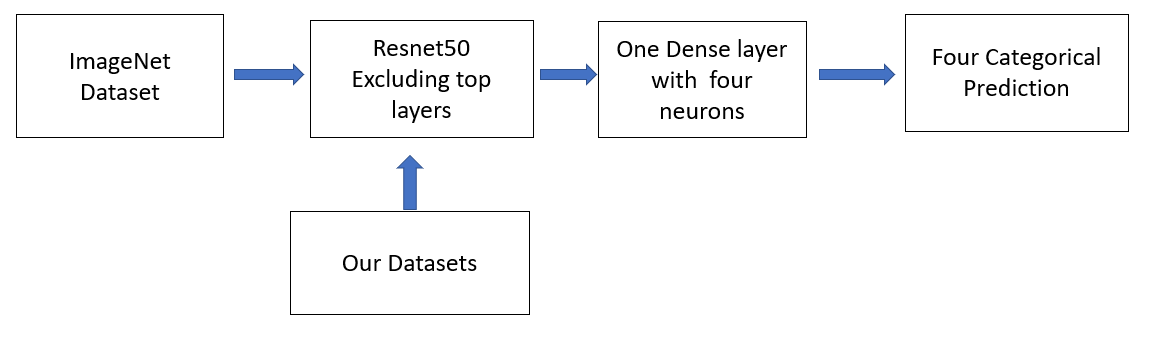 ImageNet
Dataset
Resnet50
Excluding top
layers
One Dense layer
with  four
neurons
Four Categorical
Prediction
Our Datasets